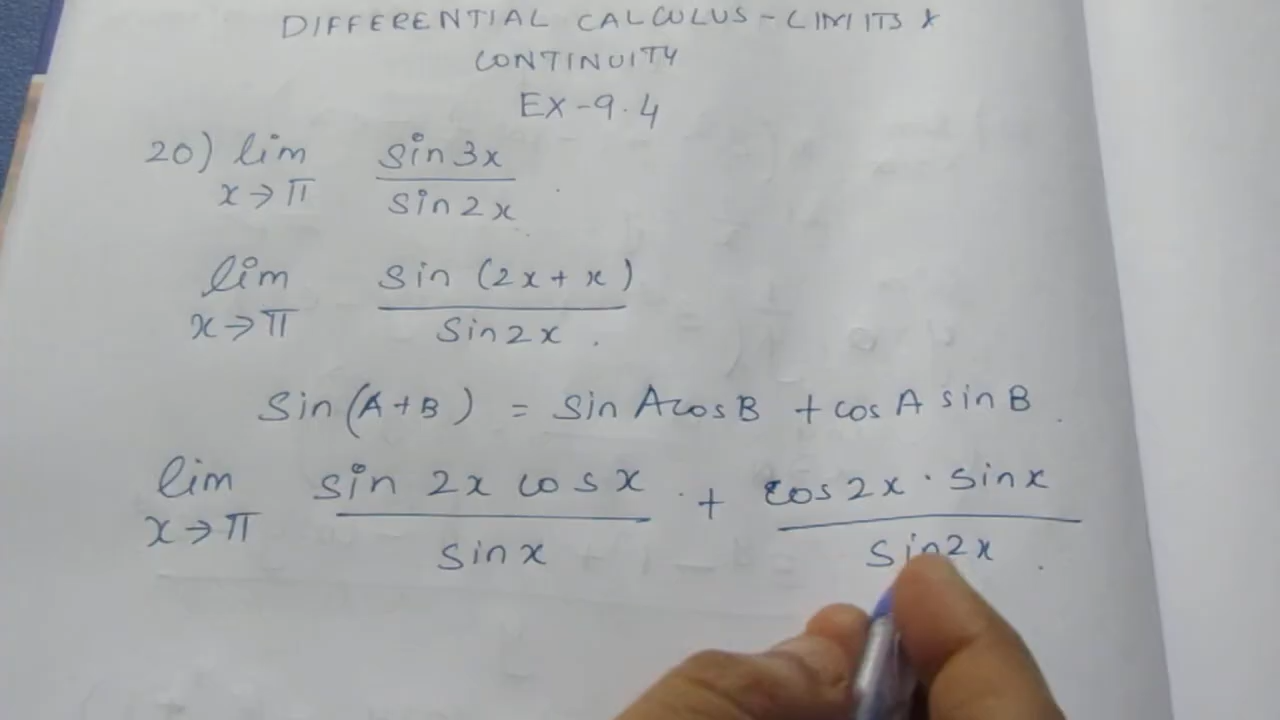 DIFFERENTIAL CALCULUS - LIMITS &
CONTINUITY
EX-9.4
20) lim sin 3x
x→π sin 2x
lim sin (2x + x)
x→π sin 2x .
sin (A+B) = sin A cos B + cos A sin B .
lim sin 2x cos x . + cos 2x · sin x
x→π sin x sin 2x .